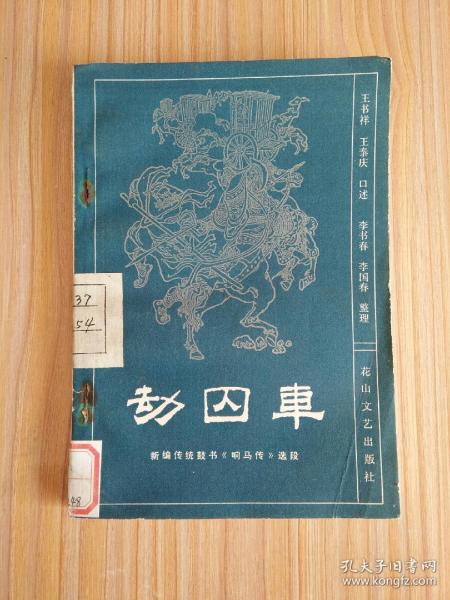 王书祥 王泰庆 口述 李书春 李国春 整理
花山文艺出版社
劫囚車
新编传统鼓书《响马传》选段
37
54
48
孔夫子旧书网
www.kongfz.com